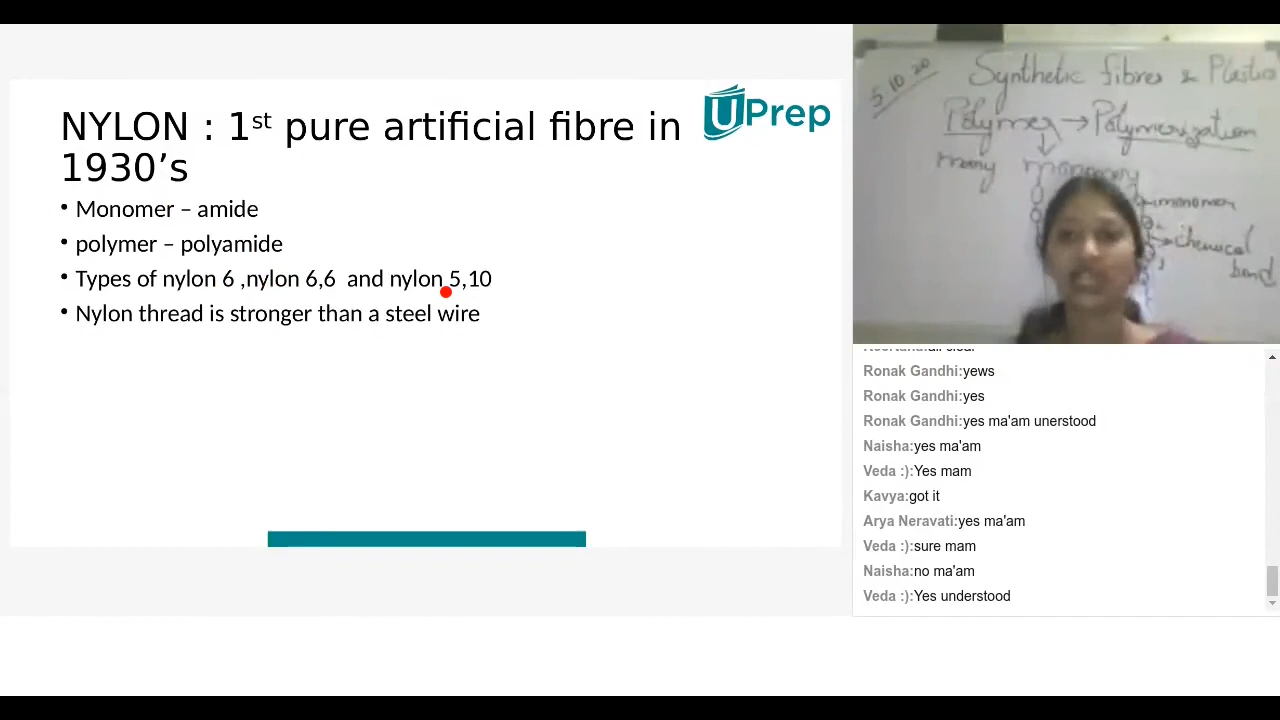 NYLON : 1st pure artificial fibre in
1930’s
• Monomer – amide
• polymer – polyamide
• Types of nylon 6 ,nylon 6,6  and nylon 5,10
• Nylon thread is stronger than a steel wire
UPrep
5 10 20
Synthetic fibres & Plastics
Polymer → Polymerization
many
monomer
chemical
bond
Ronak Gandhi:yews
Ronak Gandhi:yes
Ronak Gandhi:yes ma'am unerstood
Naisha:yes ma'am
Veda :):Yes mam
Kavya:got it
Arya Neravati:yes ma'am
Veda :):sure mam
Naisha:no ma'am
Veda :):Yes understood